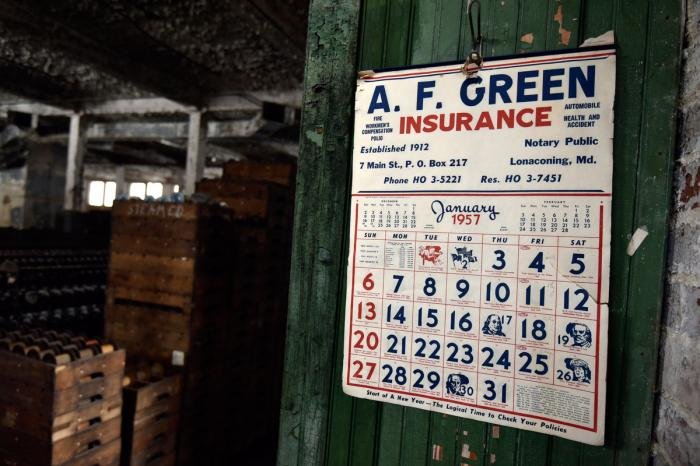 A. F. GREEN
FIRE
WORKMEN'S
COMPENSATION
POLIO
INSURANCE
AUTOMOBILE
HEALTH AND
ACCIDENT
Established 1912
Notary Public
7 Main St., P. O. Box 217
Lonaconing, Md.
Phone HO 3-5221 Res. HO 3-7451
DECEMBER
January
1957
FEBRUARY
SUN MON TUE WED THU FRI SAT
2 3 4 5
6 7 8 9 10 11 12
13 14 15 16 17 18 19
20 21 22 23 24 25 26
27 28 29 30 31
Start of A New Year — The Logical Time to Check Your Policies